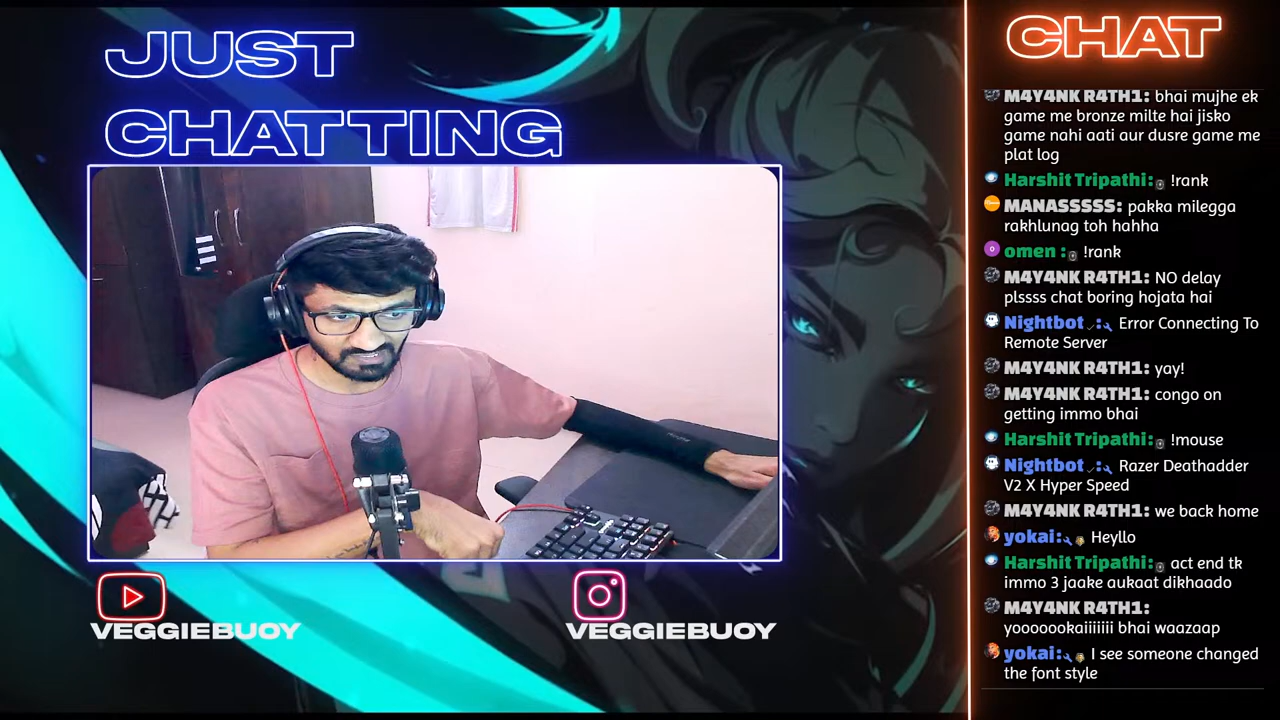 JUST
CHATTING
VEGGIEBUOY
VEGGIEBUOY
CHAT
M4Y4NK R4TH1: bhai mujhe ek
game me bronze milte hai jisko
game nahi aati aur dusre game me
plat log
Harshit Tripathi: !rank
MANASSSSS: pakka milegga
rakhlunag toh hahha
omen : !rank
M4Y4NK R4TH1: NO delay
plssss chat boring hojata hai
Nightbot : Error Connecting To
Remote Server
M4Y4NK R4TH1: yay!
M4Y4NK R4TH1: congo on
getting immo bhai
Harshit Tripathi: !mouse
Nightbot : Razer Deathadder
V2 X Hyper Speed
M4Y4NK R4TH1: we back home
yokai: Heyllo
Harshit Tripathi: act end tk
immo 3 jaake aukaat dikhaado
M4Y4NK R4TH1:
yooooookaiiiiiii bhai waazaap
yokai: I see someone changed
the font style